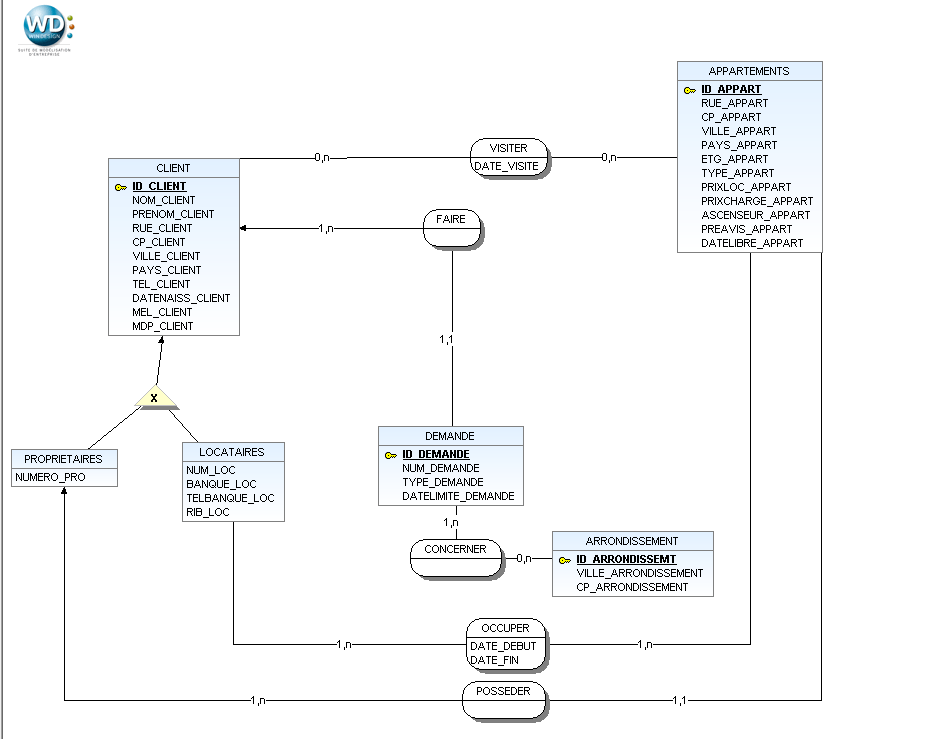 WD:
WINDESIGN
SUITE DE MODÉLISATION
D'ENTREPRISE
APPARTEMENTS
ID_APPART
RUE_APPART
CP_APPART
VILLE_APPART
PAYS_APPART
ETG_APPART
TYPE_APPART
PRIXLOC_APPART
PRIXCHARGE_APPART
ASCENSEUR_APPART
PREAVIS_APPART
DATELIBRE_APPART
0,n
VISITER
DATE_VISITE
0,n
CLIENT
ID_CLIENT
NOM_CLIENT
PRENOM_CLIENT
RUE_CLIENT
CP_CLIENT
VILLE_CLIENT
PAYS_CLIENT
TEL_CLIENT
DATENAISS_CLIENT
MEL_CLIENT
MDP_CLIENT
1,n
FAIRE
1,1
X
PROPRIETAIRES
NUMERO_PRO
LOCATAIRES
NUM_LOC
BANQUE_LOC
TELBANQUE_LOC
RIB_LOC
DEMANDE
ID_DEMANDE
NUM_DEMANDE
TYPE_DEMANDE
DATELIMITE_DEMANDE
1,n
CONCERNER
0,n
ARRONDISSEMENT
ID_ARRONDISSEMT
VILLE_ARRONDISSEMENT
CP_ARRONDISSEMENT
1,n
OCCUPER
DATE_DEBUT
DATE_FIN
1,n
1,n
POSSEDER
1,1